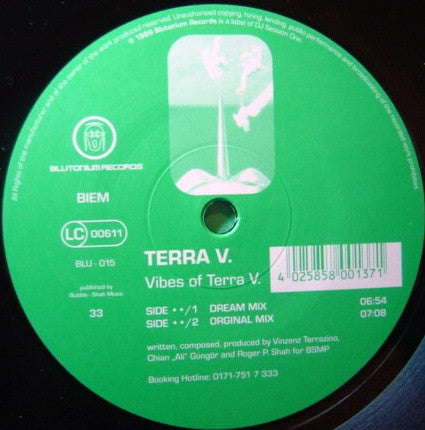 All Rights of the manufacturer and of the owner of the work produced reserved. Unauthorised copying, hiring, lending, public performance and broadcasting of the recorded work prohibited.
© 1999 Blutonium Records is a label of DJ Session One.
BLUTONIUM RECORDS
BIEM
LC 00611
BLU - 015
published by
Bubble - Shah Music
33
TERRA V.
Vibes of Terra V.
4 025858 001371
SIDE **/1 DREAM MIX 06:54
SIDE **/2 ORGINAL MIX 07:08
written, composed, produced by Vinzenz Terrazino,
Chian „Ali" Güngör and Roger P. Shah for BSMP
Booking Hotline: 0171-751 7 333